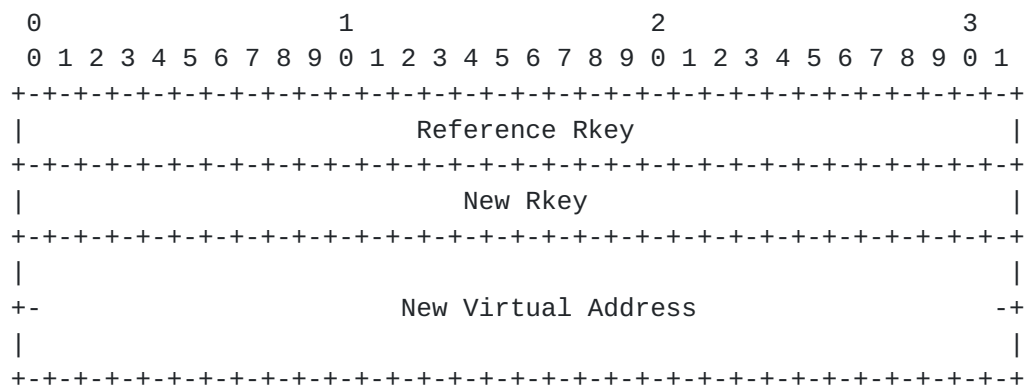 0                   1                   2                   3
 0 1 2 3 4 5 6 7 8 9 0 1 2 3 4 5 6 7 8 9 0 1 2 3 4 5 6 7 8 9 0 1
+-+-+-+-+-+-+-+-+-+-+-+-+-+-+-+-+-+-+-+-+-+-+-+-+-+-+-+-+-+-+-+-+
|                         Reference Rkey                        |
+-+-+-+-+-+-+-+-+-+-+-+-+-+-+-+-+-+-+-+-+-+-+-+-+-+-+-+-+-+-+-+-+
|                            New Rkey                           |
+-+-+-+-+-+-+-+-+-+-+-+-+-+-+-+-+-+-+-+-+-+-+-+-+-+-+-+-+-+-+-+-+
|                                                               |
+-                       New Virtual Address                   -+
|                                                               |
+-+-+-+-+-+-+-+-+-+-+-+-+-+-+-+-+-+-+-+-+-+-+-+-+-+-+-+-+-+-+-+-+